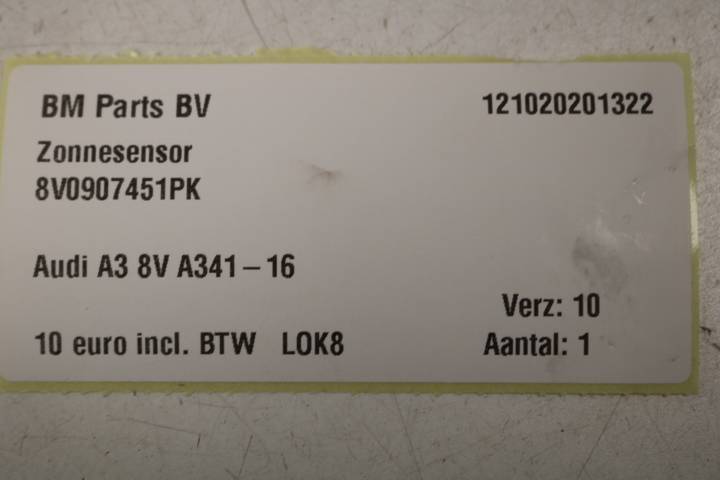 BM Parts BV 121020201322
Zonnesensor
8V0907451PK
Audi A3 8V A341 – 16
Verz: 10
10 euro incl. BTW LOK8 Aantal: 1